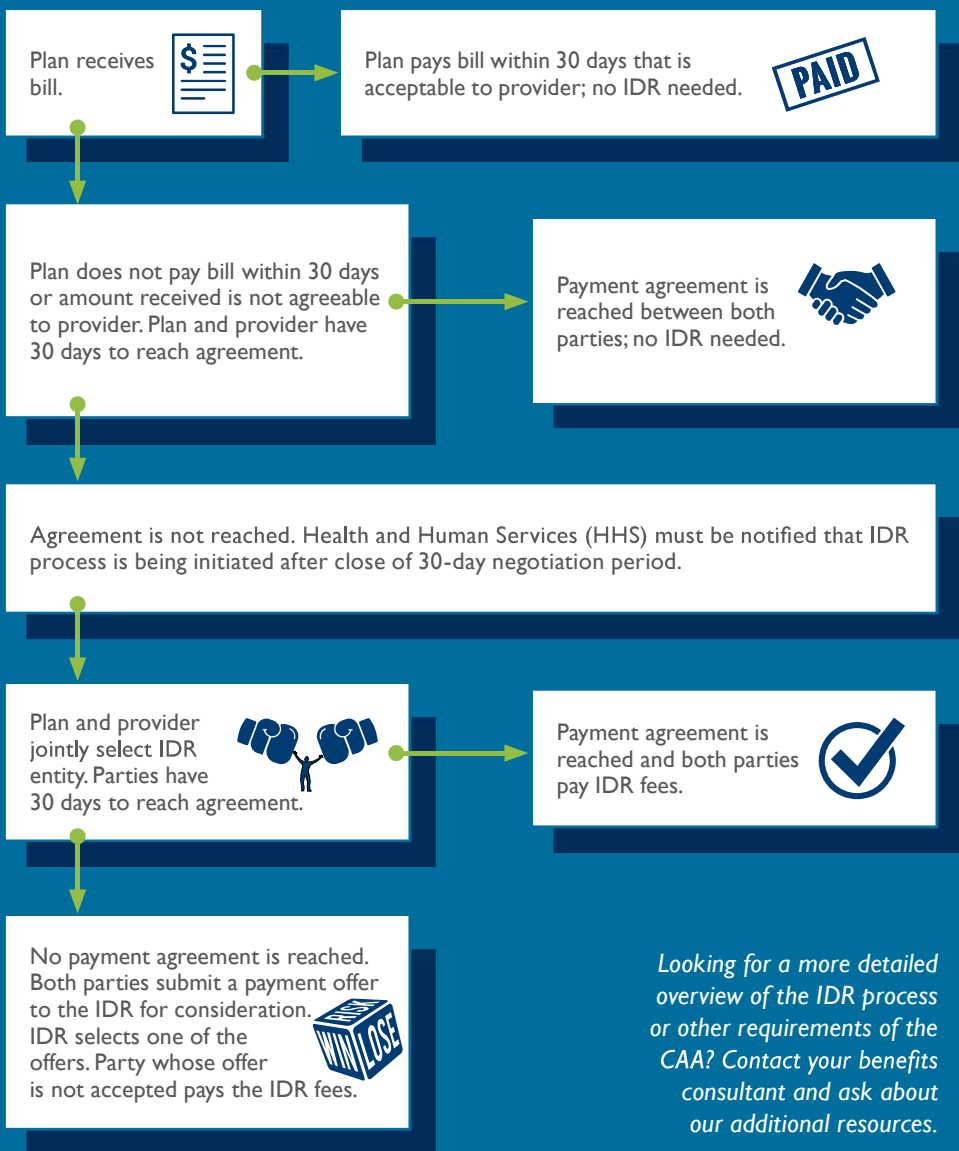 Plan receives
bill.
$
Plan pays bill within 30 days that is
acceptable to provider; no IDR needed.
PAID
Plan does not pay bill within 30 days
or amount received is not agreeable
to provider. Plan and provider have
30 days to reach agreement.
Payment agreement is
reached between both
parties; no IDR needed.
Agreement is not reached. Health and Human Services (HHS) must be notified that IDR
process is being initiated after close of 30-day negotiation period.
Plan and provider
jointly select IDR
entity. Parties have
30 days to reach agreement.
Payment agreement is
reached and both parties
pay IDR fees.
No payment agreement is reached.
Both parties submit a payment offer
to the IDR for consideration.
IDR selects one of the
offers. Party whose offer
is not accepted pays the IDR fees.
RISK
WIN
LOSE
Looking for a more detailed
overview of the IDR process
or other requirements of the
CAA? Contact your benefits
consultant and ask about
our additional resources.